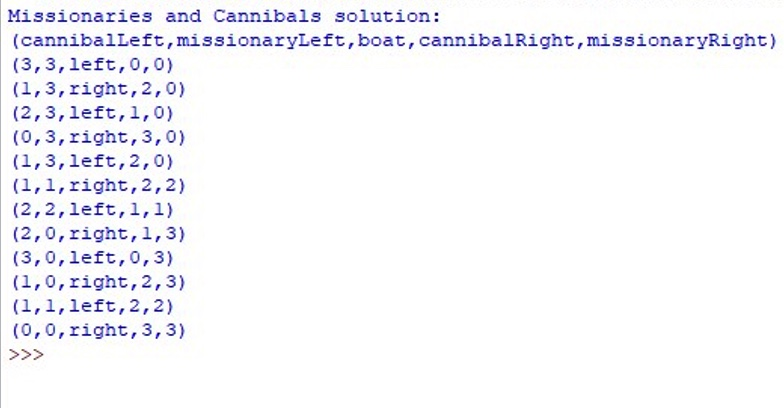 Missionaries and Cannibals solution:
(cannibalLeft,missionaryLeft,boat,cannibalRight,missionaryRight)
(3,3,left,0,0)
(1,3,right,2,0)
(2,3,left,1,0)
(0,3,right,3,0)
(1,3,left,2,0)
(1,1,right,2,2)
(2,2,left,1,1)
(2,0,right,1,3)
(3,0,left,0,3)
(1,0,right,2,3)
(1,1,left,2,2)
(0,0,right,3,3)
>>>